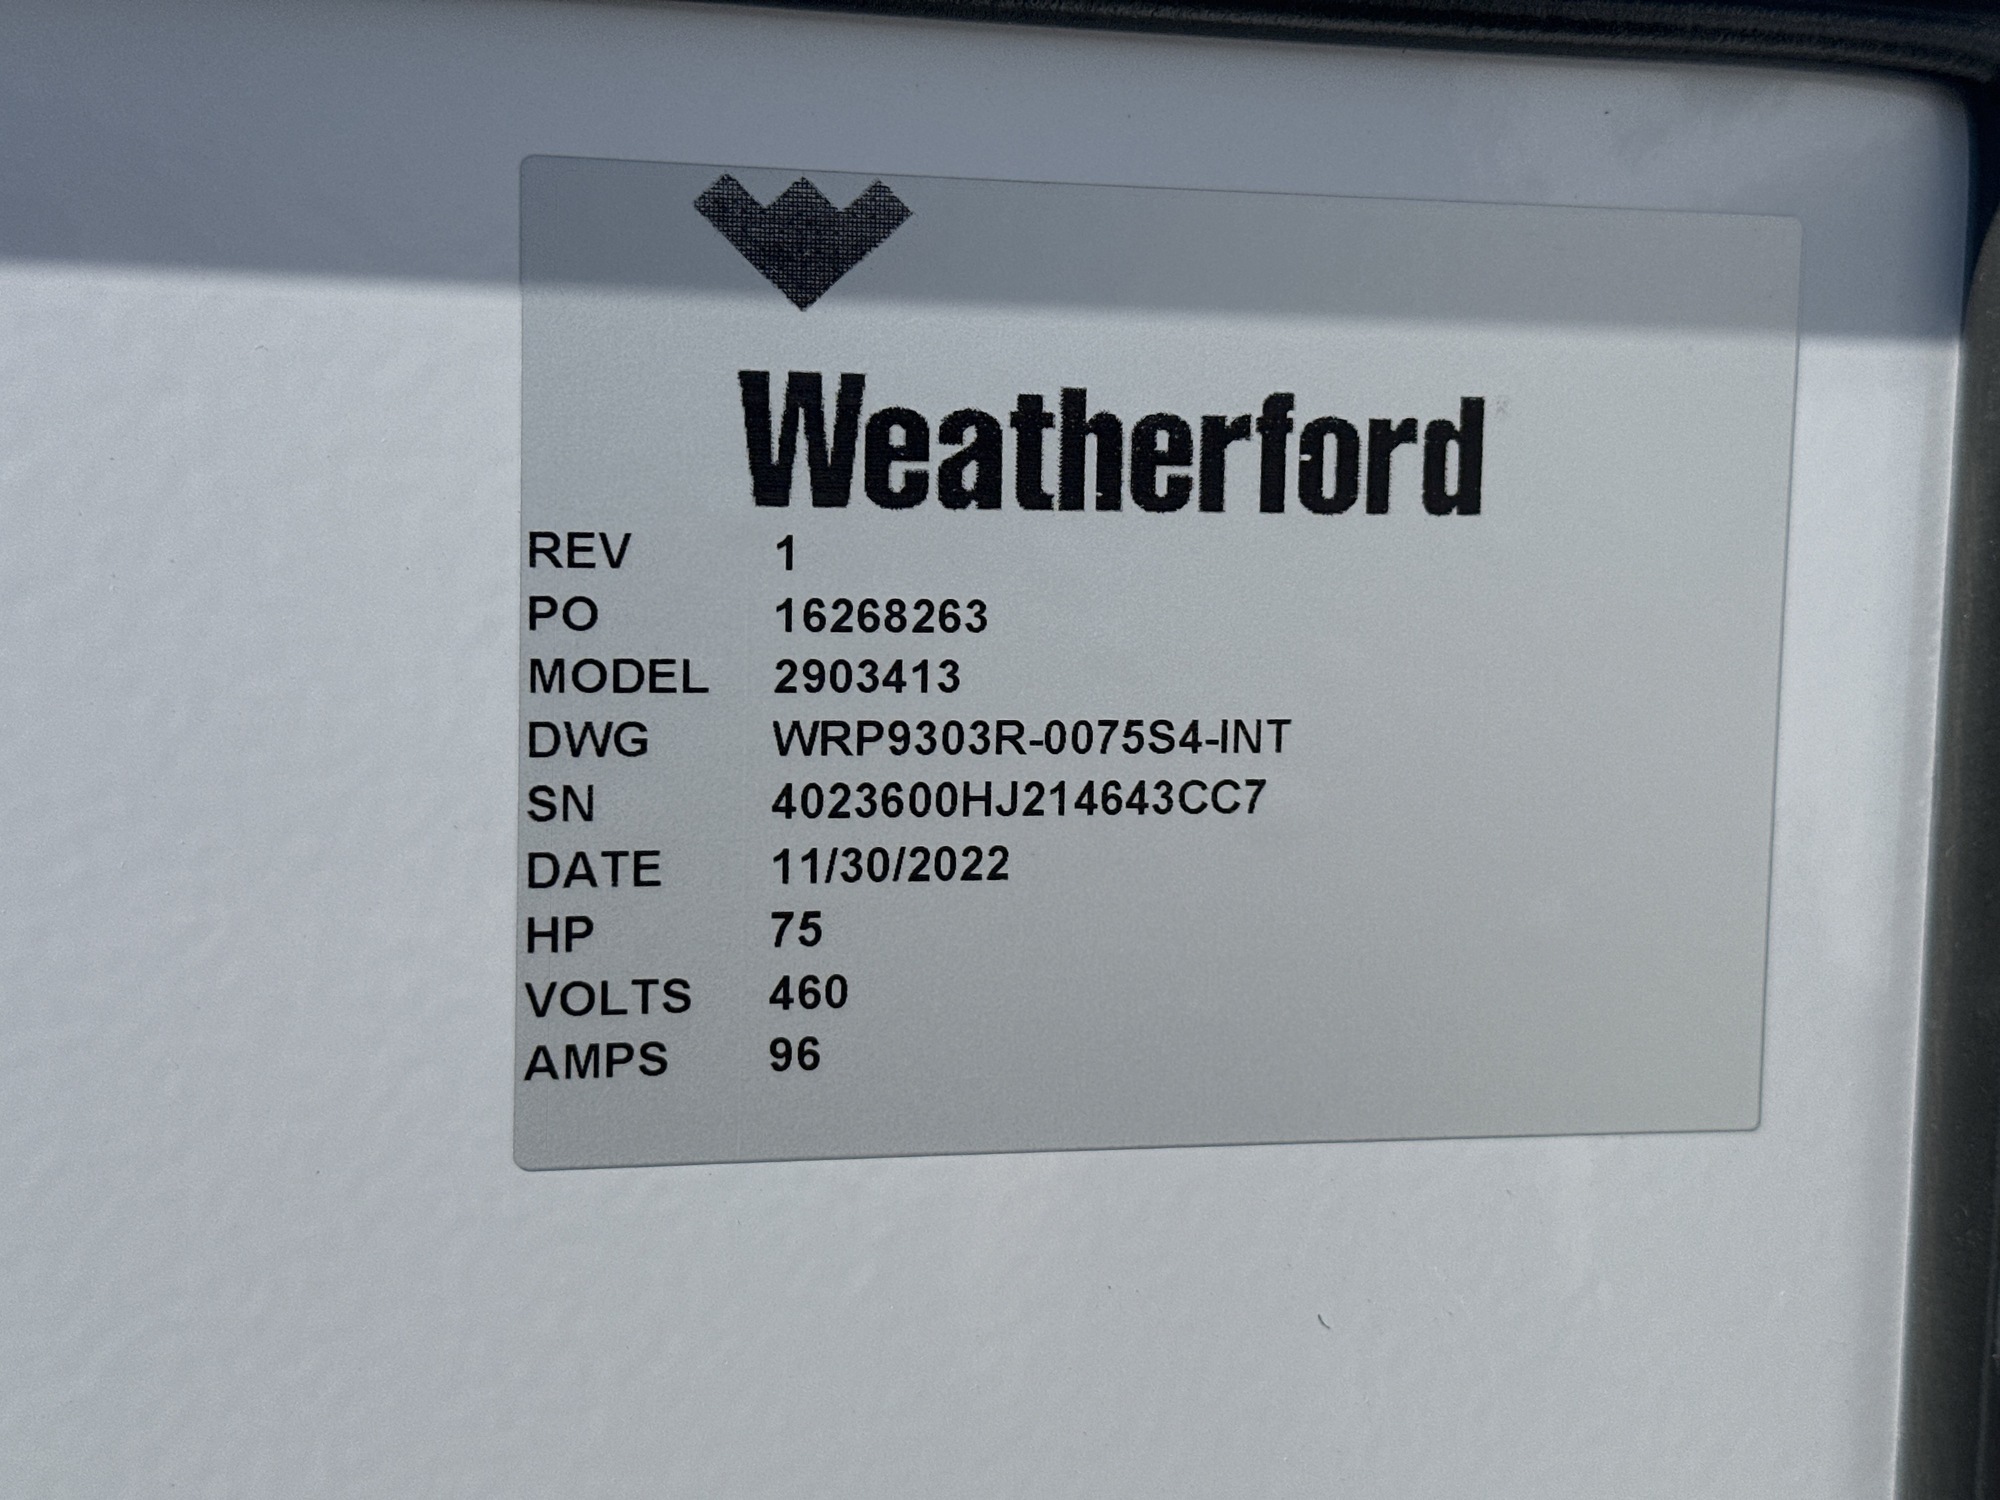 Weatherford
REV 1
PO 16268263
MODEL 2903413
DWG WRP9303R-0075S4-INT
SN 4023600HJ214643CC7
DATE 11/30/2022
HP 75
VOLTS 460
AMPS 96